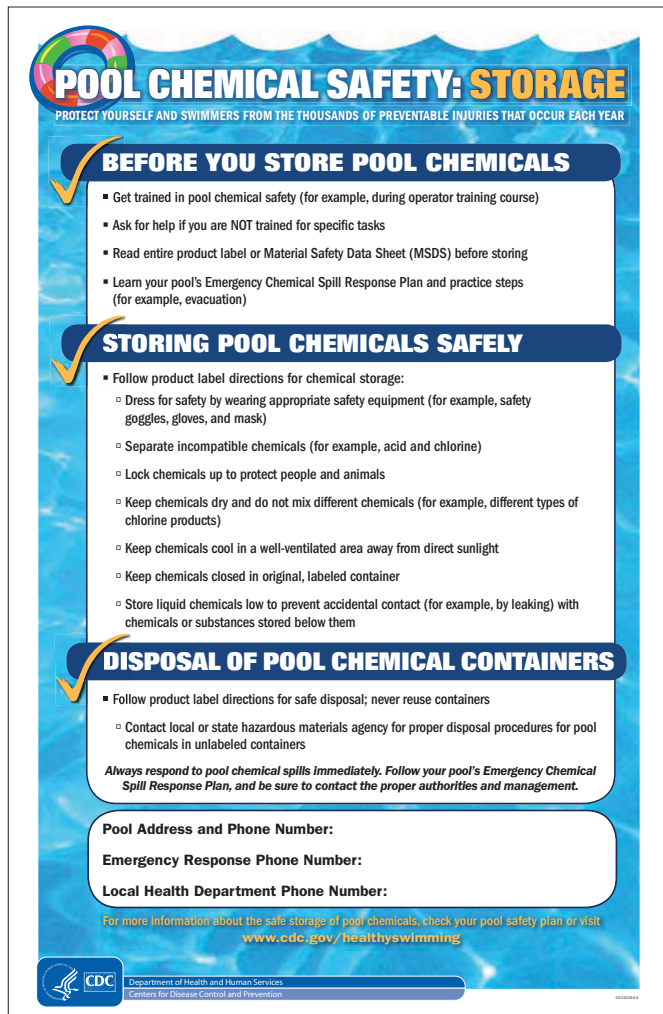 POOL CHEMICAL SAFETY: STORAGE
PROTECT YOURSELF AND SWIMMERS FROM THE THOUSANDS OF PREVENTABLE INJURIES THAT OCCUR EACH YEAR
BEFORE YOU STORE POOL CHEMICALS
▪ Get trained in pool chemical safety (for example, during operator training course)
▪ Ask for help if you are NOT trained for specific tasks
▪ Read entire product label or Material Safety Data Sheet (MSDS) before storing
▪ Learn your pool's Emergency Chemical Spill Response Plan and practice steps
(for example, evacuation)
STORING POOL CHEMICALS SAFELY
▪ Follow product label directions for chemical storage:
▫ Dress for safety by wearing appropriate safety equipment (for example, safety
goggles, gloves, and mask)
▫ Separate incompatible chemicals (for example, acid and chlorine)
▫ Lock chemicals up to protect people and animals
▫ Keep chemicals dry and do not mix different chemicals (for example, different types of
chlorine products)
▫ Keep chemicals cool in a well-ventilated area away from direct sunlight
▫ Keep chemicals closed in original, labeled container
▫ Store liquid chemicals low to prevent accidental contact (for example, by leaking) with
chemicals or substances stored below them
DISPOSAL OF POOL CHEMICAL CONTAINERS
▪ Follow product label directions for safe disposal; never reuse containers
▫ Contact local or state hazardous materials agency for proper disposal procedures for pool
chemicals in unlabeled containers
Always respond to pool chemical spills immediately. Follow your pool's Emergency Chemical
Spill Response Plan, and be sure to contact the proper authorities and management.
Pool Address and Phone Number:
Emergency Response Phone Number:
Local Health Department Phone Number:
For more information about the safe storage of pool chemicals, check your pool safety plan or visit
www.cdc.gov/healthyswimming
CDC
Department of Health and Human Services
Centers for Disease Control and Prevention